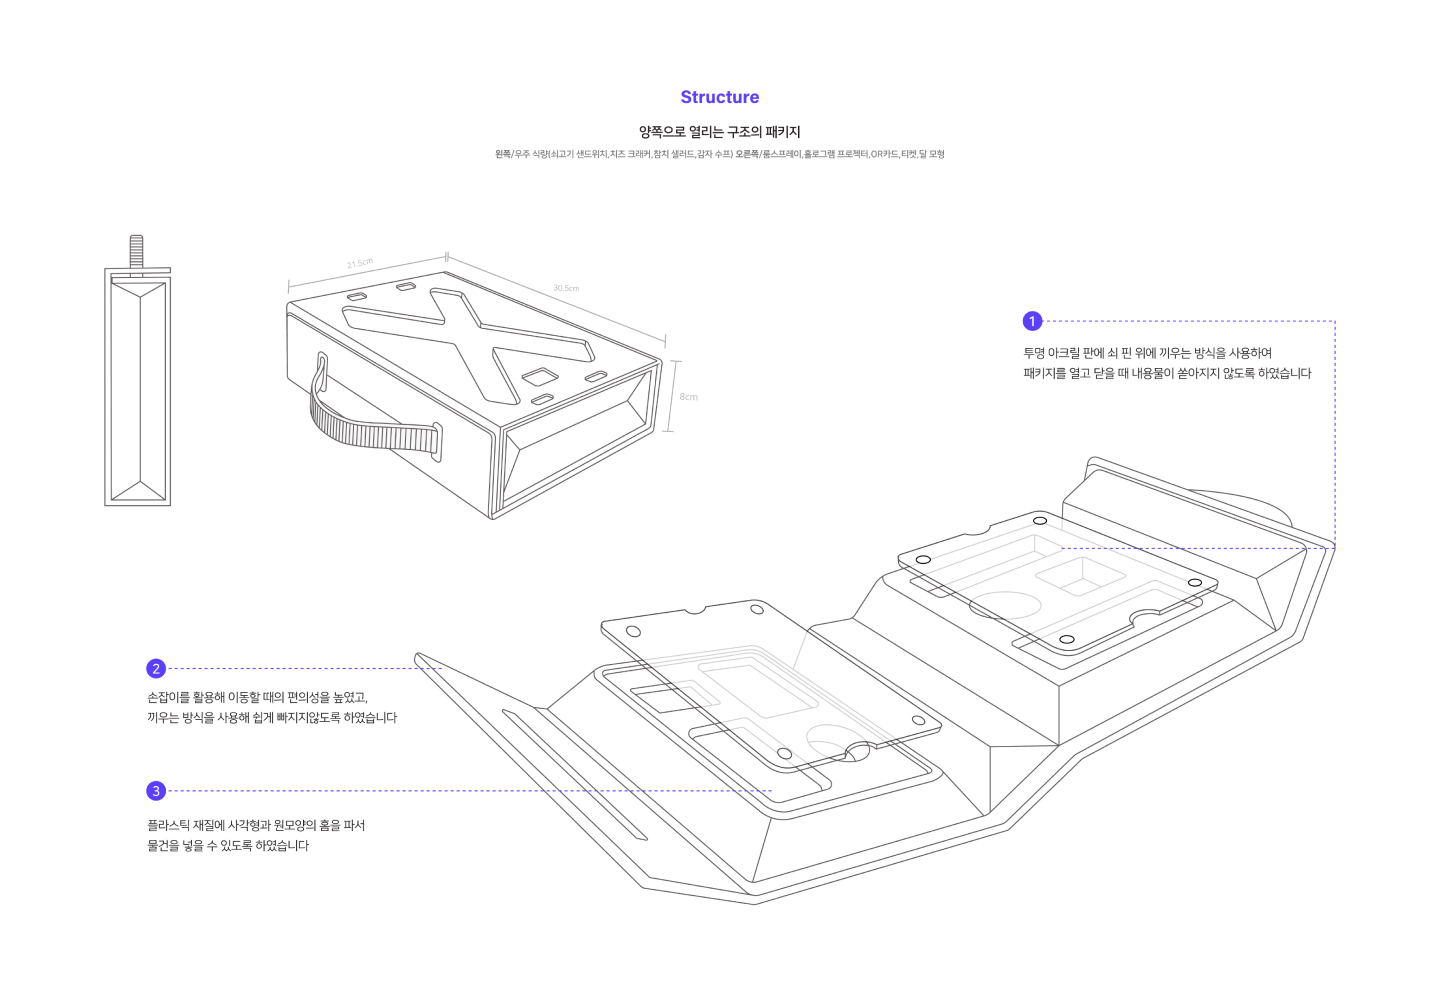 Structure
양쪽으로 열리는 구조의 패키지
왼쪽/우주 식량(쇠고기 샌드위치,치즈 크래커,참치 샐러드,감자 수프) 오른쪽/룸스프레이,홀로그램 프로젝터,QR카드,티켓,달 모형
21.5cm
30.5cm
8cm
1
투명 아크릴 판에 쇠 핀 위에 끼우는 방식을 사용하여
패키지를 열고 닫을 때 내용물이 쏟아지지 않도록 하였습니다
2
손잡이를 활용해 이동할 때의 편의성을 높였고,
끼우는 방식을 사용해 쉽게 빠지지않도록 하였습니다
3
플라스틱 재질에 사각형과 원모양의 홈을 파서
물건을 넣을 수 있도록 하였습니다